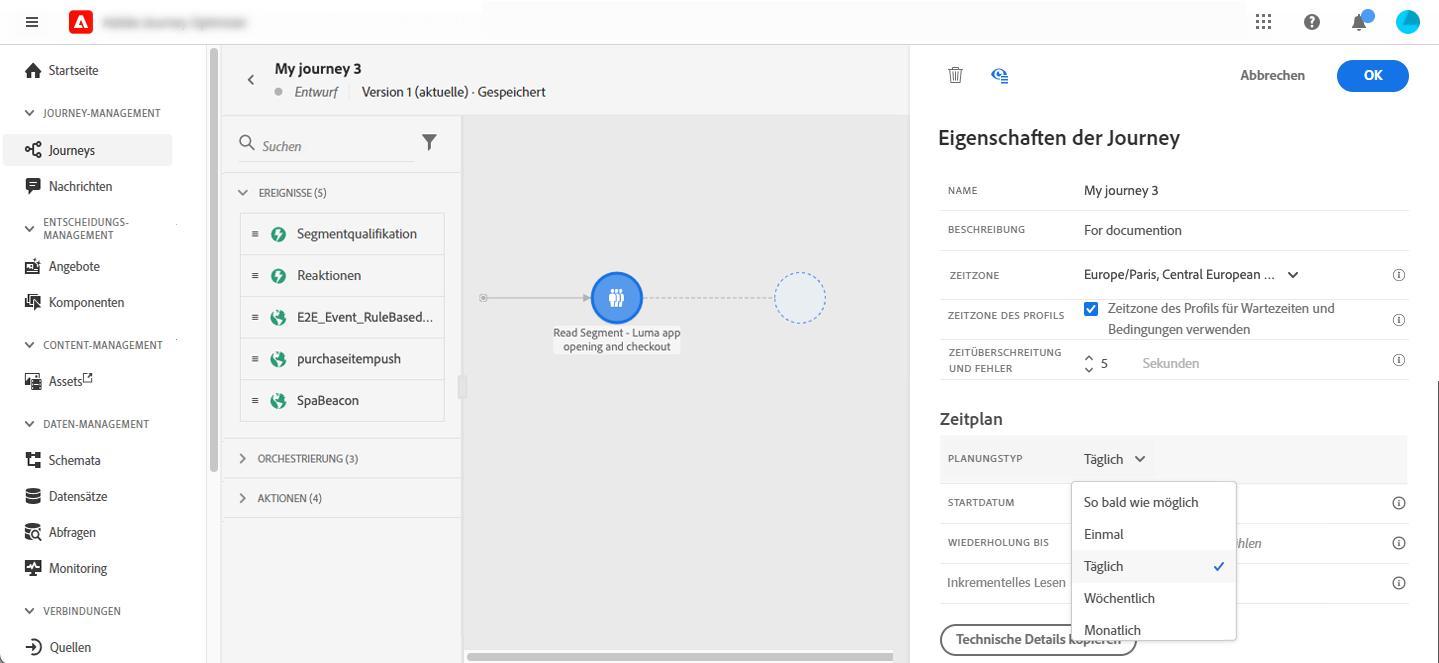 Startseite
JOURNEY-MANAGEMENT
Journeys
Nachrichten
ENTSCHEIDUNGS-
MANAGEMENT
Angebote
Komponenten
CONTENT-MANAGEMENT
Assets
DATEN-MANAGEMENT
Schemata
Datensätze
Abfragen
Monitoring
VERBINDUNGEN
Quellen
My journey 3
Entwurf
Version 1 (aktuelle) · Gespeichert
Suchen
EREIGNISSE (5)
Segmentqualifikation
Reaktionen
E2E_Event_RuleBased...
purchaseitempush
SpaBeacon
ORCHESTRIERUNG (3)
AKTIONEN (4)
Read Segment - Luma app
opening and checkout
Abbrechen
OK
Eigenschaften der Journey
NAME
My journey 3
BESCHREIBUNG
For documention
ZEITZONE
Europe/Paris, Central European ...
ZEITZONE DES PROFILS
Zeitzone des Profils für Wartezeiten und
Bedingungen verwenden
ZEITÜBERSCHREITUNG
UND FEHLER
5 Sekunden
Zeitplan
PLANUNGSTYP
Täglich
STARTDATUM
WIEDERHOLUNG BIS
Inkrementelles Lesen
So bald wie möglich
Einmal
Täglich
Wöchentlich
Monatlich
Technische Details kopieren